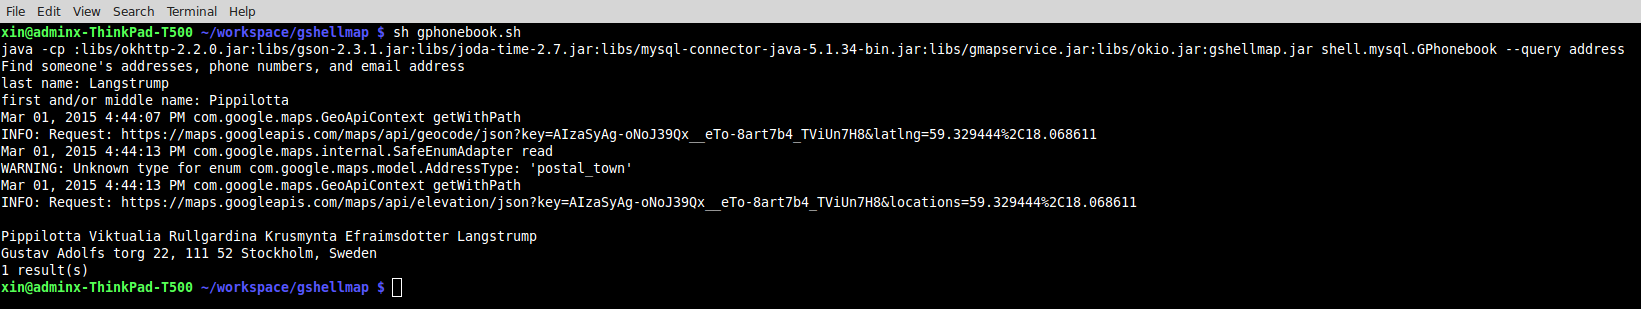 File Edit View Search Terminal Help
xin@adminx-ThinkPad-T500 ~/workspace/gshellmap $ sh gphonebook.sh
java -cp :libs/okhttp-2.2.0.jar:libs/gson-2.3.1.jar:libs/joda-time-2.7.jar:libs/mysql-connector-java-5.1.34-bin.jar:libs/gmapservice.jar:libs/okio.jar:gshellmap.jar shell.mysql.GPhonebook --query address
Find someone's addresses, phone numbers, and email address
last name: Langstrump
first and/or middle name: Pippilotta
Mar 01, 2015 4:44:07 PM com.google.maps.GeoApiContext getWithPath
INFO: Request: https://maps.googleapis.com/maps/api/geocode/json?key=AIzaSyAg-oNoJ39Qx__eTo-8art7b4_TViUn7H8&latlng=59.329444%2C18.068611
Mar 01, 2015 4:44:13 PM com.google.maps.internal.SafeEnumAdapter read
WARNING: Unknown type for enum com.google.maps.model.AddressType: 'postal_town'
Mar 01, 2015 4:44:13 PM com.google.maps.GeoApiContext getWithPath
INFO: Request: https://maps.googleapis.com/maps/api/elevation/json?key=AIzaSyAg-oNoJ39Qx__eTo-8art7b4_TViUn7H8&locations=59.329444%2C18.068611
Pippilotta Viktualia Rullgardina Krusmynta Efraimsdotter Langstrump
Gustav Adolfs torg 22, 111 52 Stockholm, Sweden
1 result(s)
xin@adminx-ThinkPad-T500 ~/workspace/gshellmap $